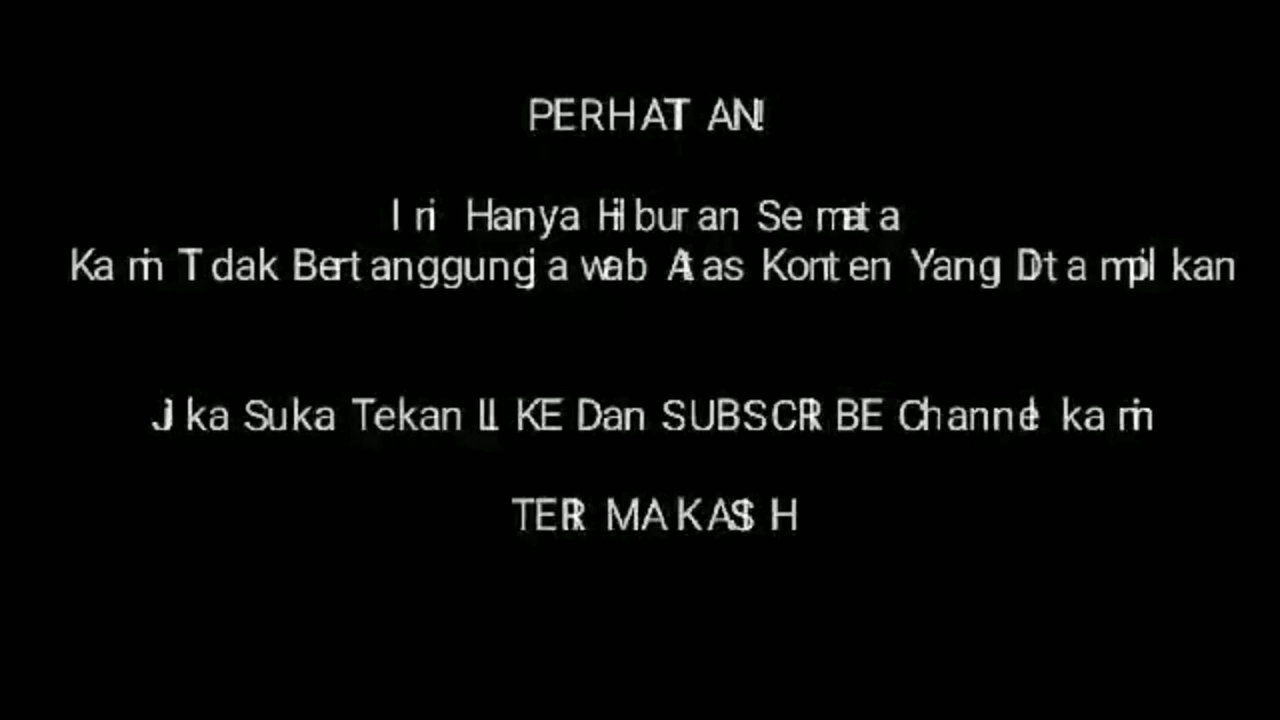 PERHATIAN!
Ini Hanya Hiburan Semata
Kami Tidak Bertanggungjawab Atas Konten Yang Ditampilkan
Jika Suka Tekan LIKE Dan SUBSCRIBE Channel kami
TERIMAKASIH